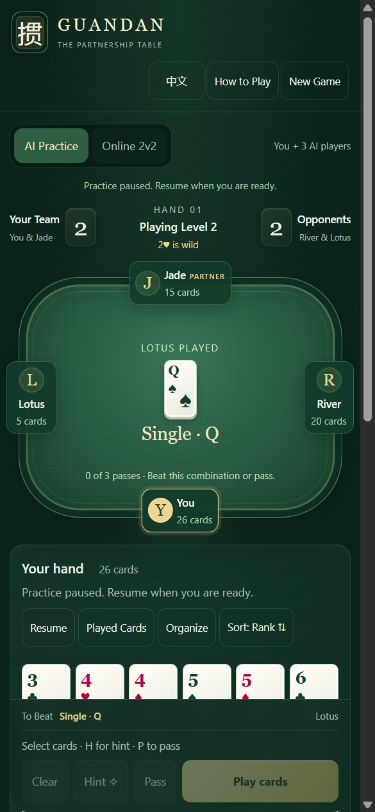 掼 GUANDAN
THE PARTNERSHIP TABLE
中文 How to Play New Game
AI Practice Online 2v2 You + 3 AI players
Practice paused. Resume when you are ready.
HAND 01
Your Team 2 Playing Level 2 2 Opponents
You & Jade 2♥ is wild River & Lotus
J Jade PARTNER
15 cards
LOTUS PLAYED
Q
♠
♠
L Lotus
5 cards
R River
20 cards
Single · Q
0 of 3 passes · Beat this combination or pass.
Y You
26 cards
Your hand 26 cards
Practice paused. Resume when you are ready.
Resume Played Cards Organize Sort: Rank ⇅
3 4 4 5 5 6
To Beat Single · Q Lotus
Select cards · H for hint · P to pass
Clear Hint ✧ Pass Play cards